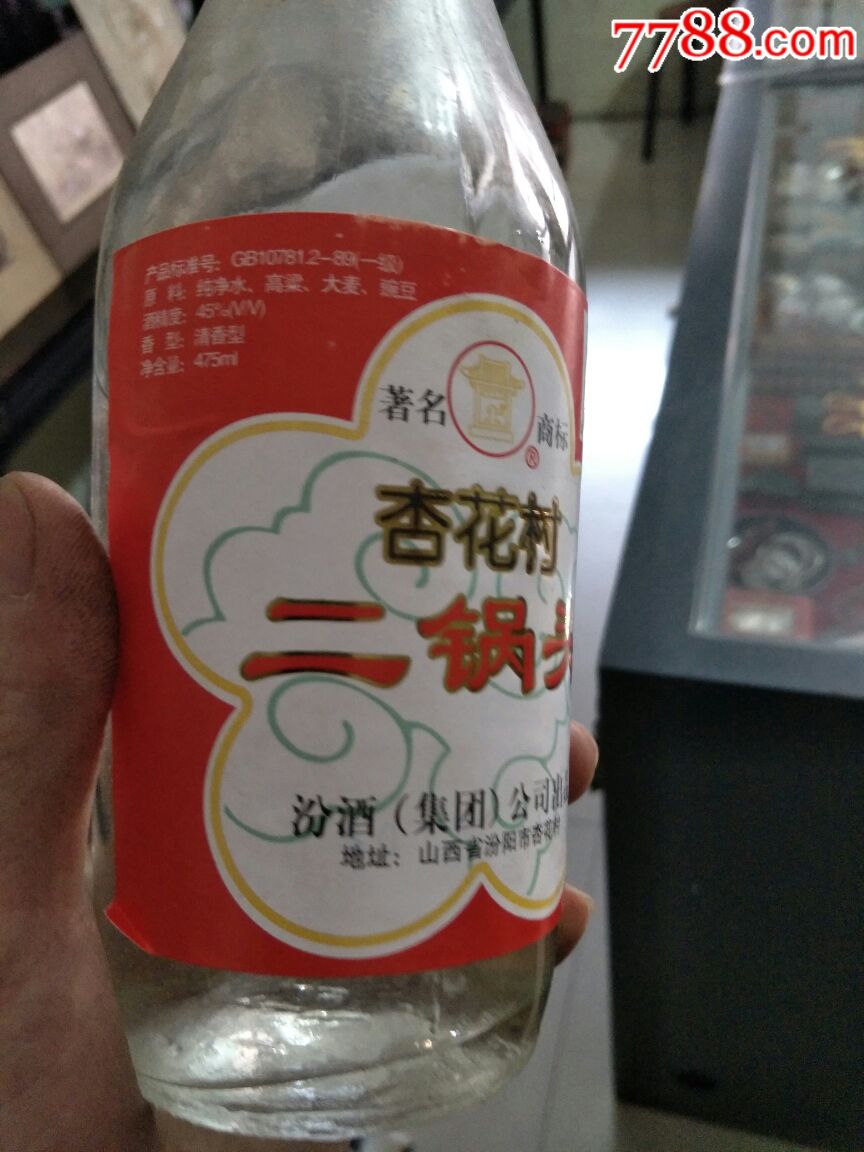 7788.com
产品标准号：GB10781.2-89(一级)
原 料：纯净水、高粱、大麦、豌豆
酒精度：45%(V/V)
香 型：清香型
净含量：475ml
著名 商标
®
杏花村
二锅头
汾酒（集团）公司出品
地址：山西省汾阳市杏花村